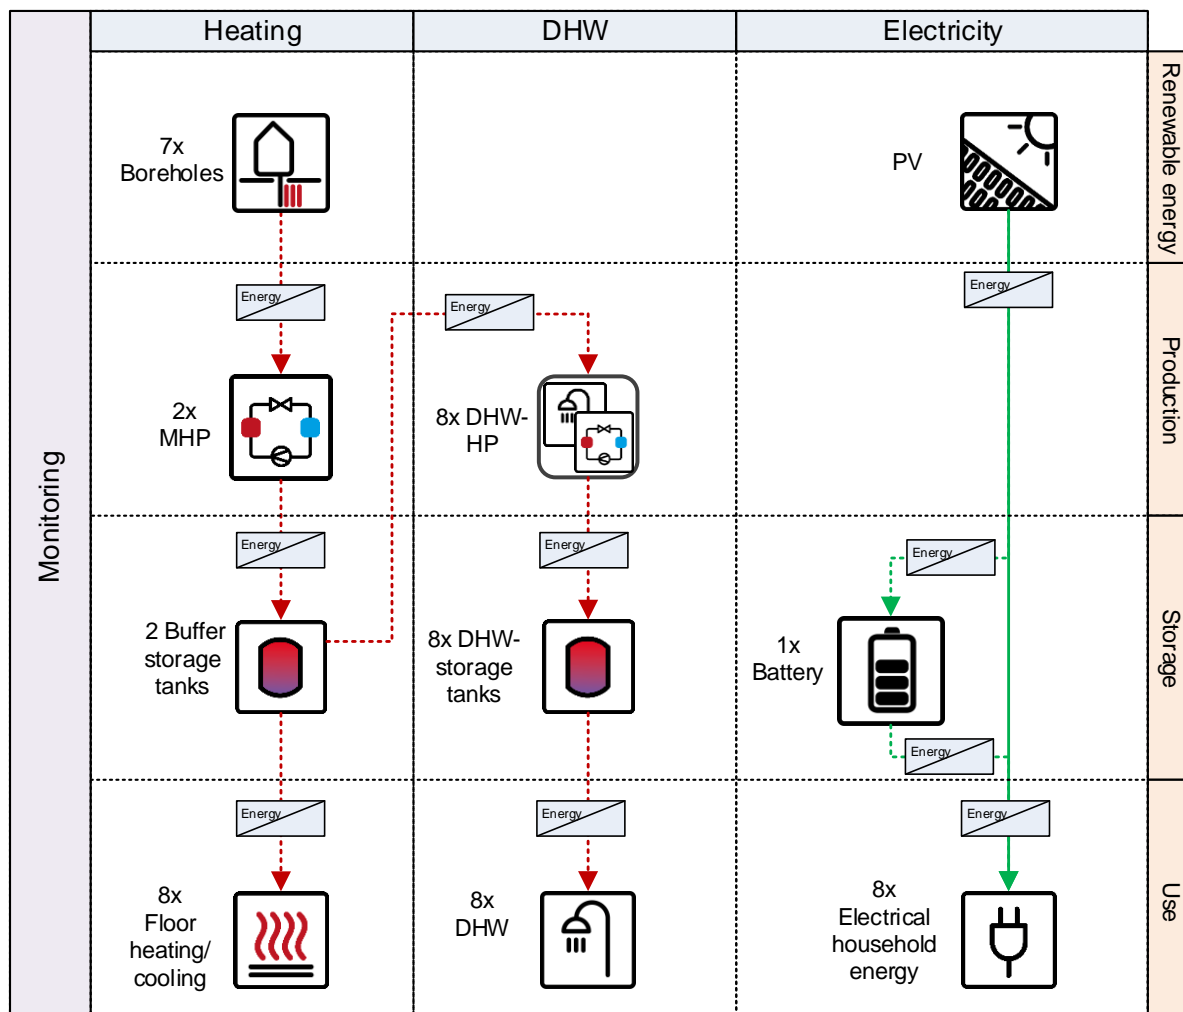 Heating
DHW
Electricity
Monitoring
Renewable energy
7x
Boreholes
PV
Energy
Energy
Energy
Production
2x
MHP
8x DHW-
HP
Energy
Energy
Energy
Storage
2 Buffer
storage
tanks
8x DHW-
storage
tanks
1x
Battery
Energy
Energy
Energy
Energy
Use
8x
Floor
heating/
cooling
8x
DHW
8x
Electrical
household
energy